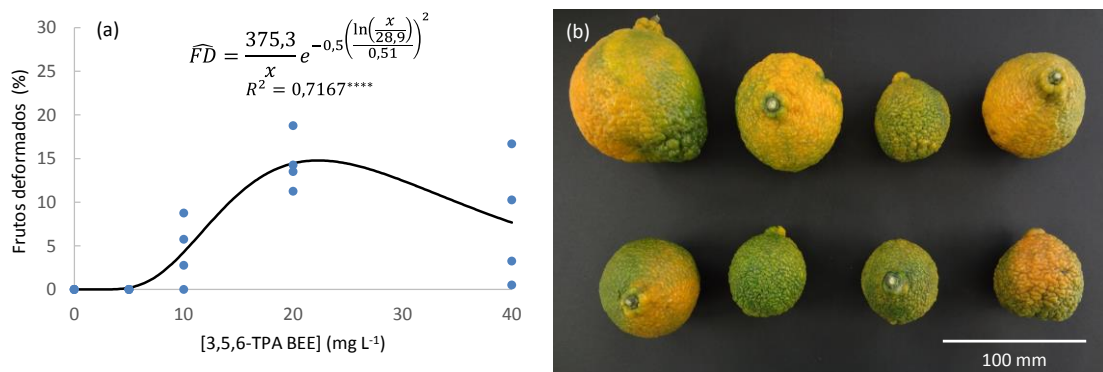 30
25
20
15
10
5
0
Frutos deformados (%)
(a)
F̂D = 375,3/x e^−0,5(ln(x/28,9)/0,51)^2
R² = 0,7167****
0 10 20 30 40
[3,5,6-TPA BEE] (mg L⁻¹)
(b)
100 mm